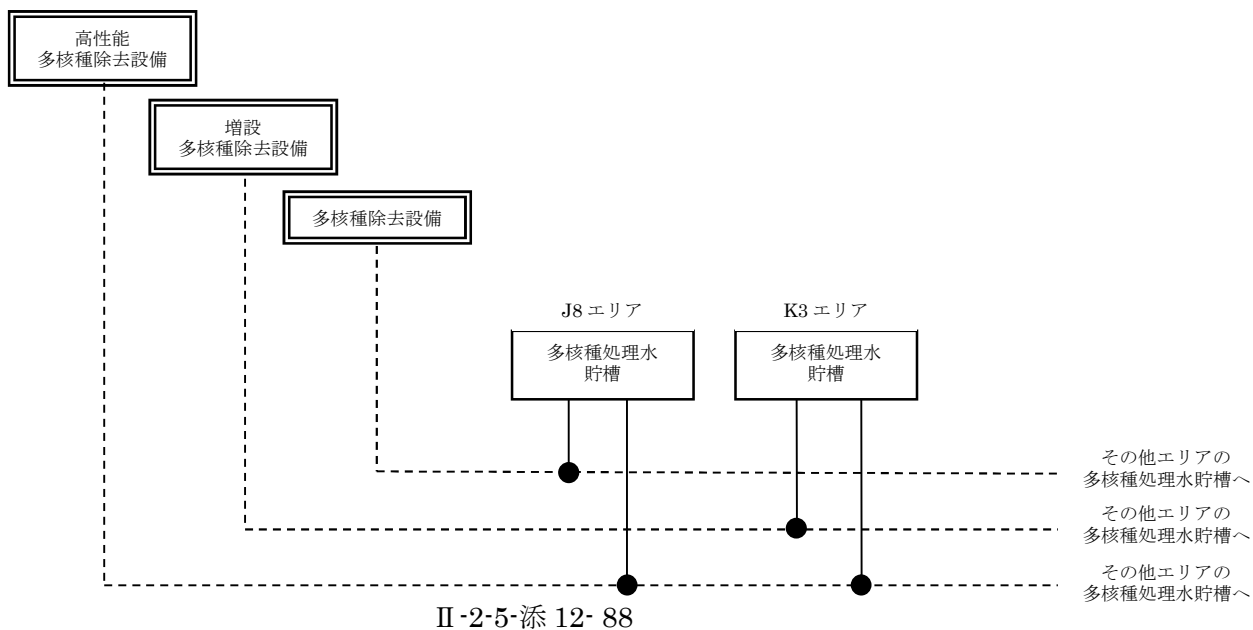 高性能
多核種除去設備
増設
多核種除去設備
多核種除去設備
J8 エリア
K3 エリア
多核種処理水
貯槽
多核種処理水
貯槽
その他エリアの
多核種処理水貯槽へ
その他エリアの
多核種処理水貯槽へ
その他エリアの
多核種処理水貯槽へ
Ⅱ-2-5-添 12- 88